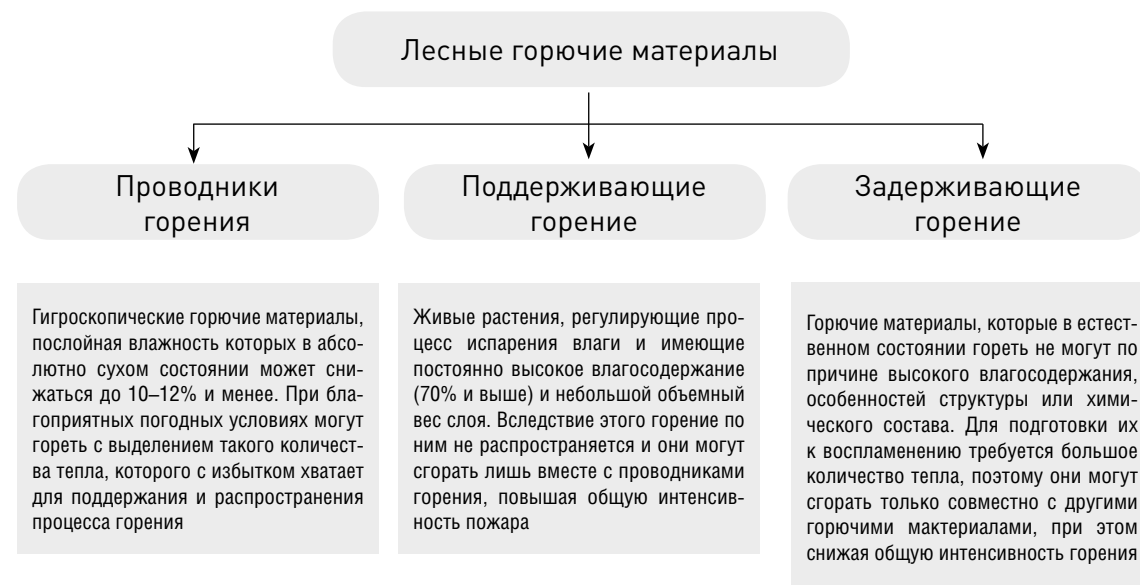 Лесные горючие материалы
Проводники
горения
Поддерживающие
горение
Задерживающие
горение
Гигроскопические горючие материалы,
послойная влажность которых в абсо-
лютно сухом состоянии может сни-
жаться до 10–12% и менее. При бла-
гоприятных погодных условиях могут
гореть с выделением такого количест-
ва тепла, которого с избытком хватает
для поддержания и распространения
процесса горения
Живые растения, регулирующие про-
цесс испарения влаги и имеющие
постоянно высокое влагосодержание
(70% и выше) и небольшой объемный
вес слоя. Вследствие этого горение по
ним не распространяется и они могут
сгорать лишь вместе с проводниками
горения, повышая общую интенсив-
ность пожара
Горючие материалы, которые в естест-
венном состоянии гореть не могут по
причине высокого влагосодержания,
особенностей структуры или хими-
ческого состава. Для подготовки их
к воспламенению требуется большое
количество тепла, поэтому они могут
сгорать только совместно с другими
горючими мактериалами, при этом
снижая общую интенсивность горения